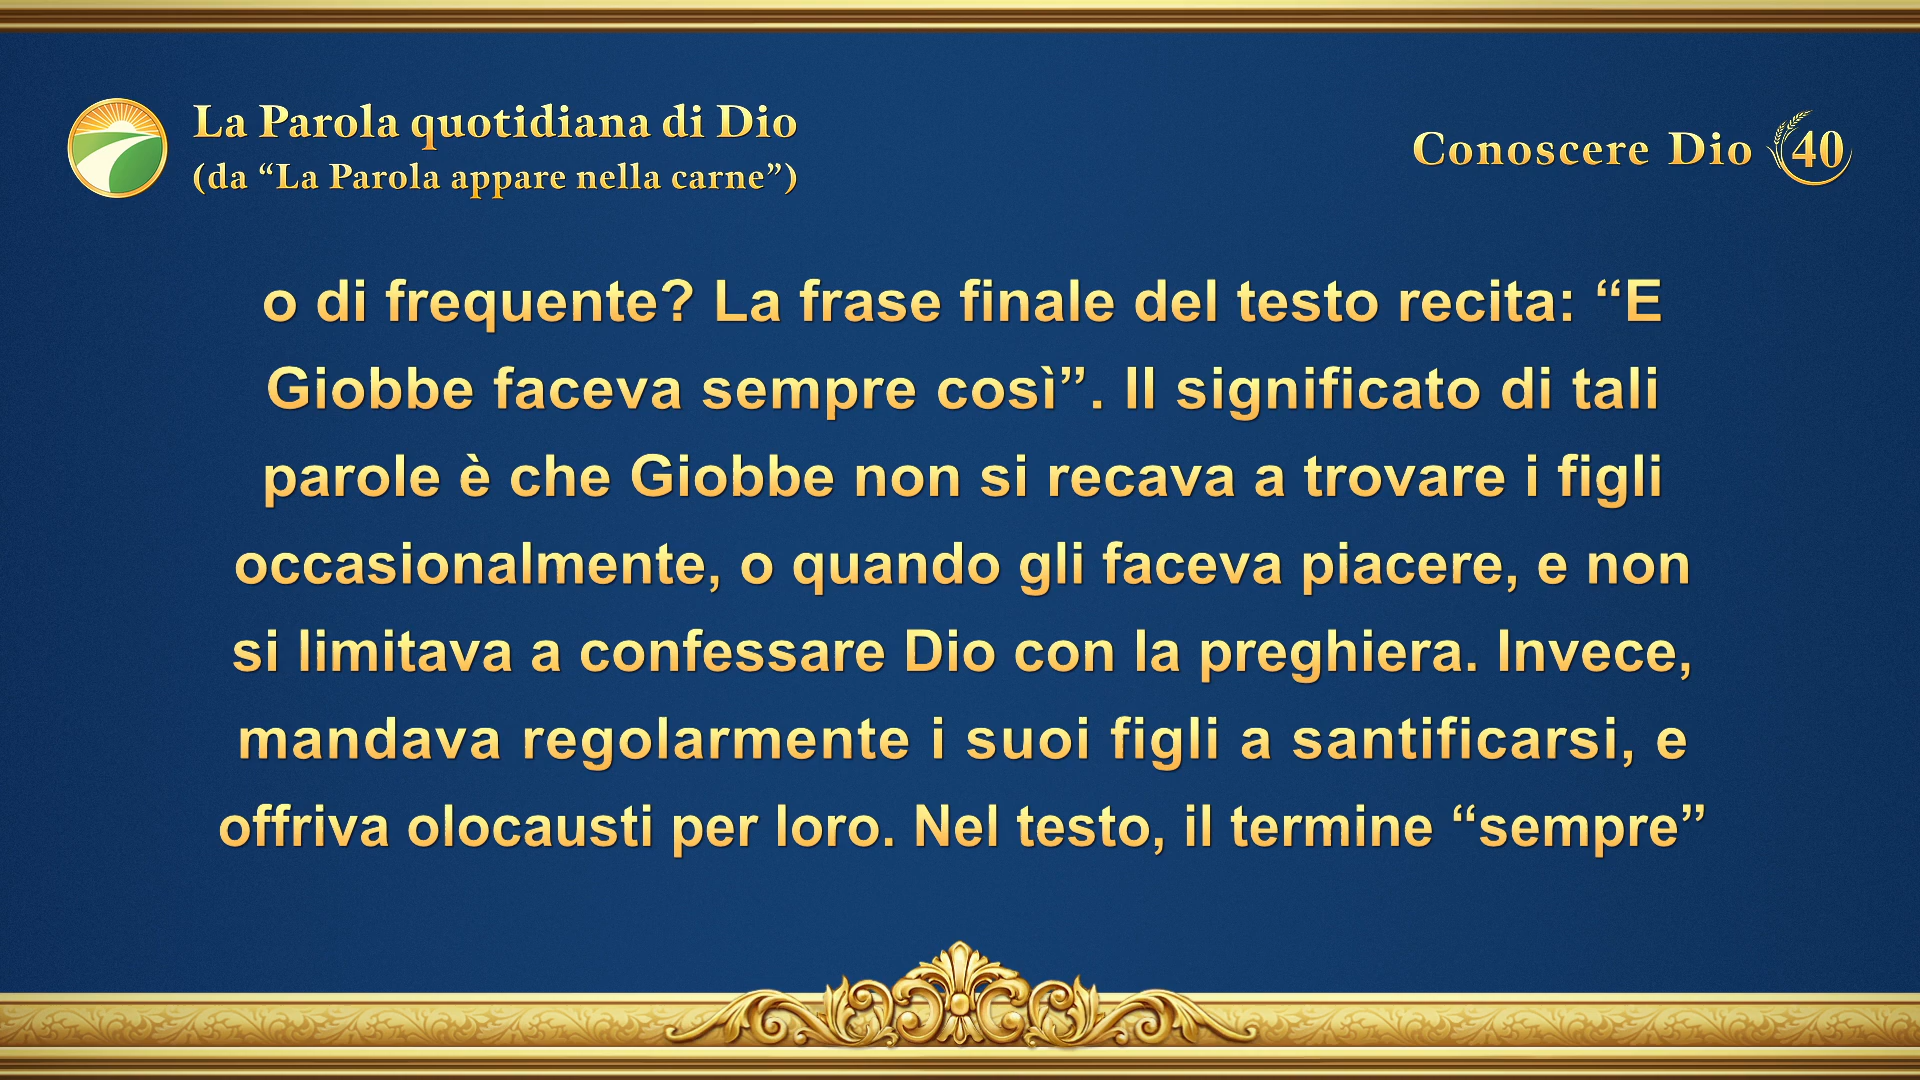 La Parola quotidiana di Dio
(da “La Parola appare nella carne”)
Conoscere Dio 40
o di frequente? La frase finale del testo recita: “E
Giobbe faceva sempre così”. Il significato di tali
parole è che Giobbe non si recava a trovare i figli
occasionalmente, o quando gli faceva piacere, e non
si limitava a confessare Dio con la preghiera. Invece,
mandava regolarmente i suoi figli a santificarsi, e
offriva olocausti per loro. Nel testo, il termine “sempre”